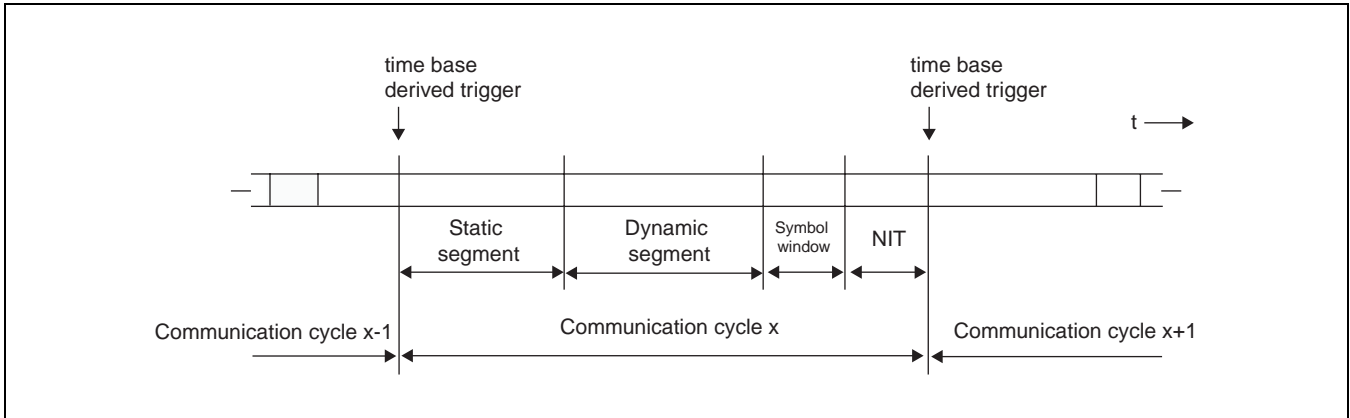 time base
derived trigger
time base
derived trigger
t
Static
segment
Dynamic
segment
Symbol
window
NIT
Communication cycle x-1
Communication cycle x
Communication cycle x+1